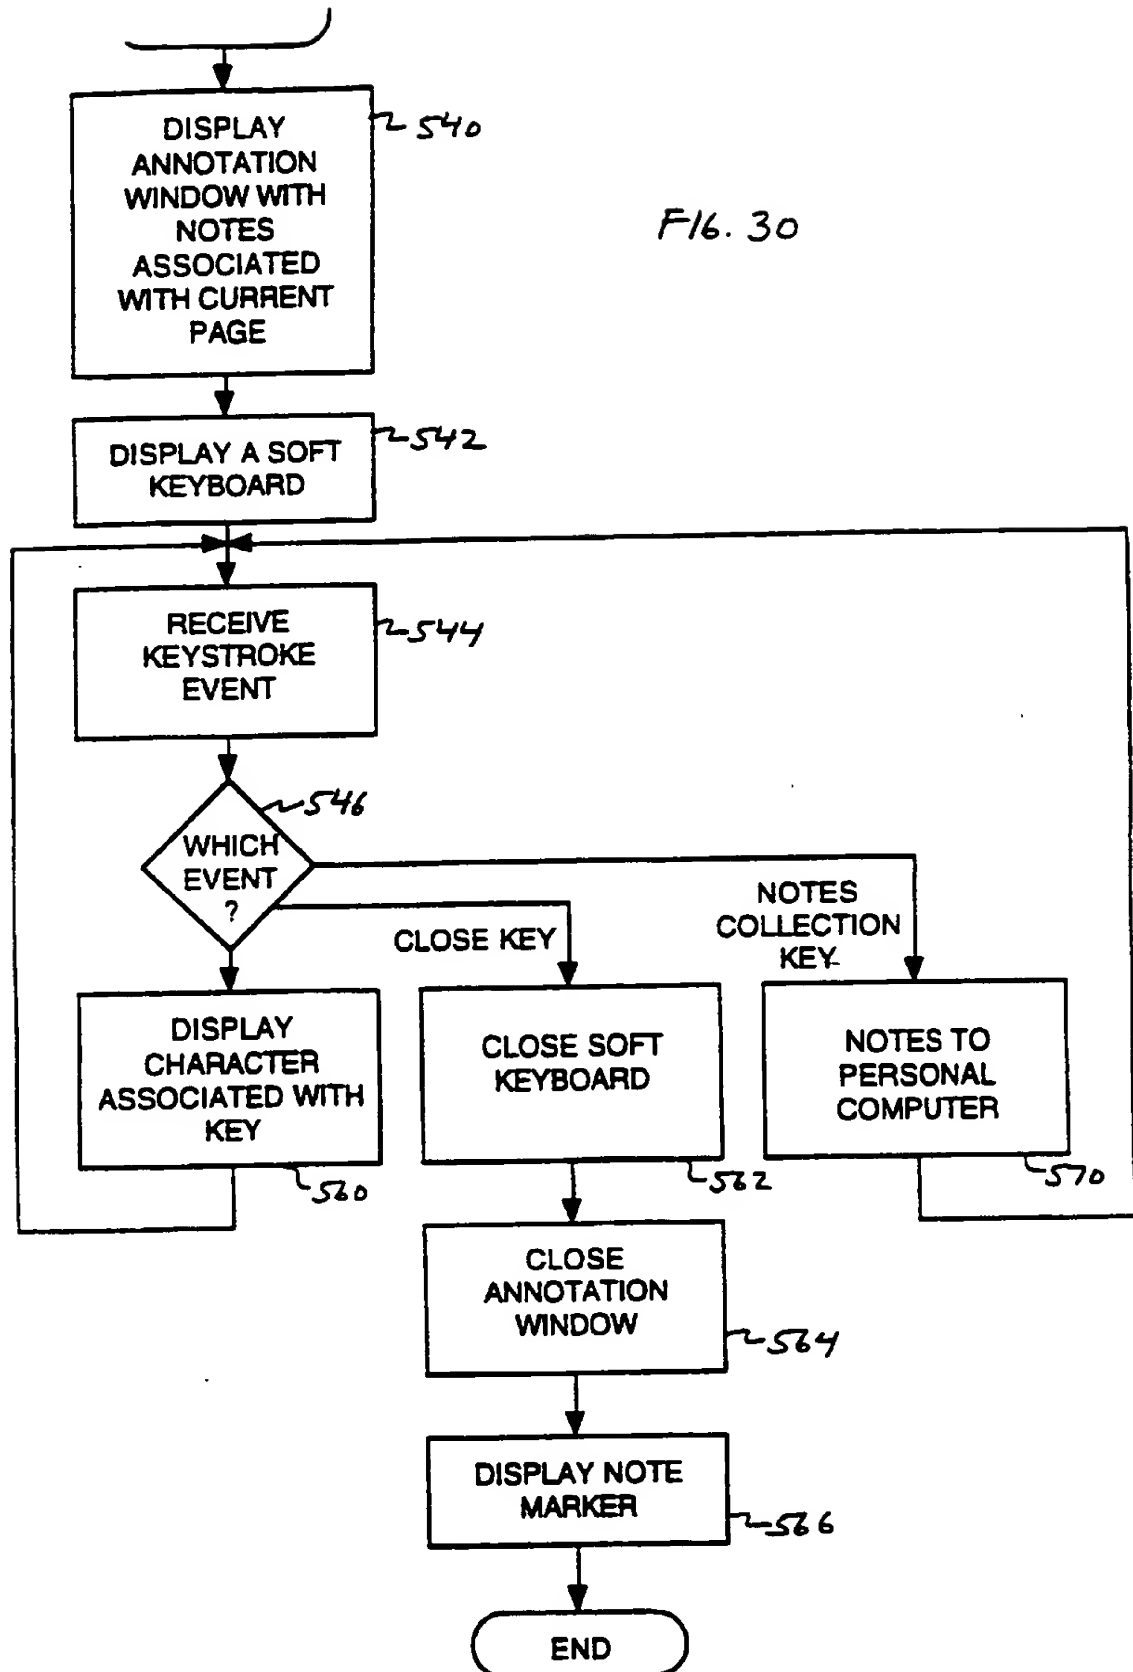 DISPLAY
ANNOTATION
WINDOW WITH
NOTES
ASSOCIATED
WITH CURRENT
PAGE
540
FIG. 30
DISPLAY A SOFT
KEYBOARD
542
RECEIVE
KEYSTROKE
EVENT
544
WHICH
EVENT
?
546
CLOSE KEY
NOTES
COLLECTION
KEY
DISPLAY
CHARACTER
ASSOCIATED WITH
KEY
560
CLOSE SOFT
KEYBOARD
562
NOTES TO
PERSONAL
COMPUTER
570
CLOSE
ANNOTATION
WINDOW
564
DISPLAY NOTE
MARKER
566
END